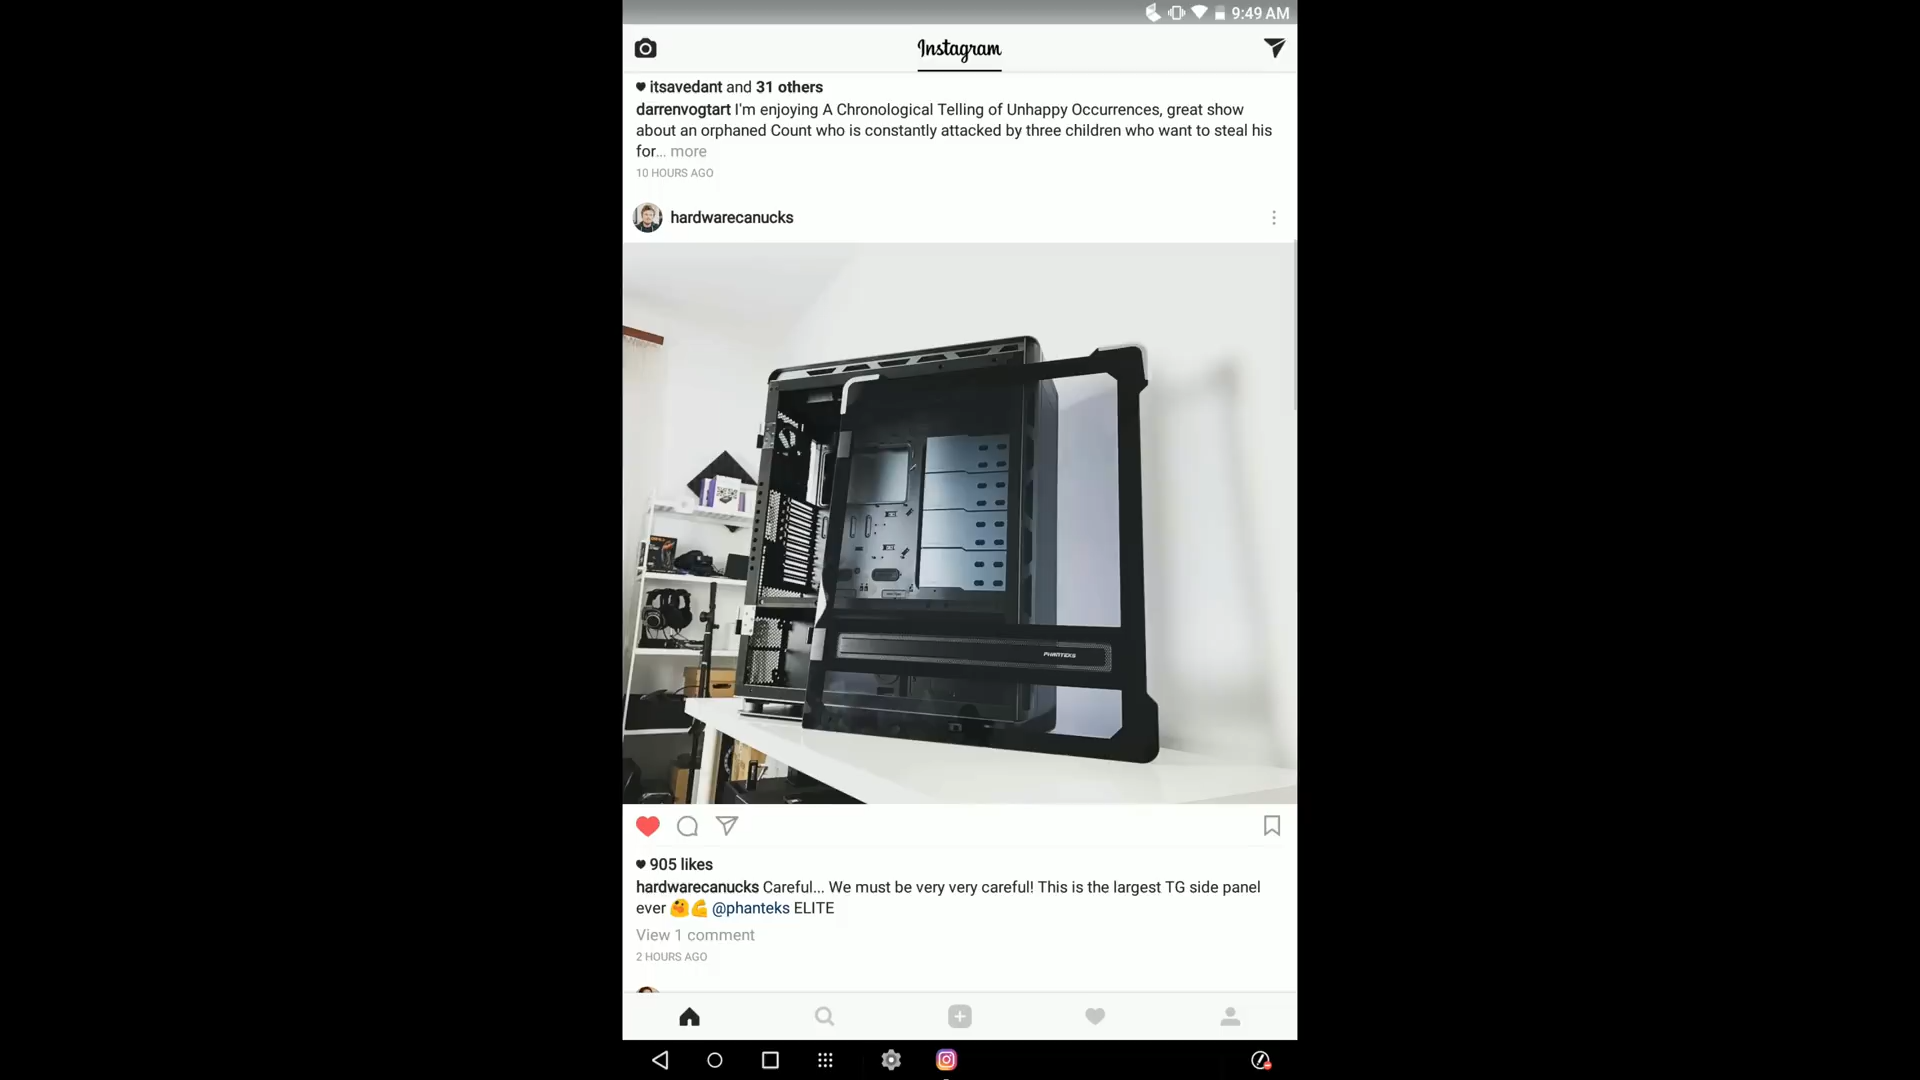 9:49 AM
Instagram
itsavedant and 31 others
darrenvogtart I'm enjoying A Chronological Telling of Unhappy Occurrences, great show
about an orphaned Count who is constantly attacked by three children who want to steal his
for... more
10 HOURS AGO
hardwarecanucks
PHANTEKS
905 likes
hardwarecanucks Careful... We must be very very careful! This is the largest TG side panel
ever @phanteks ELITE
View 1 comment
2 HOURS AGO